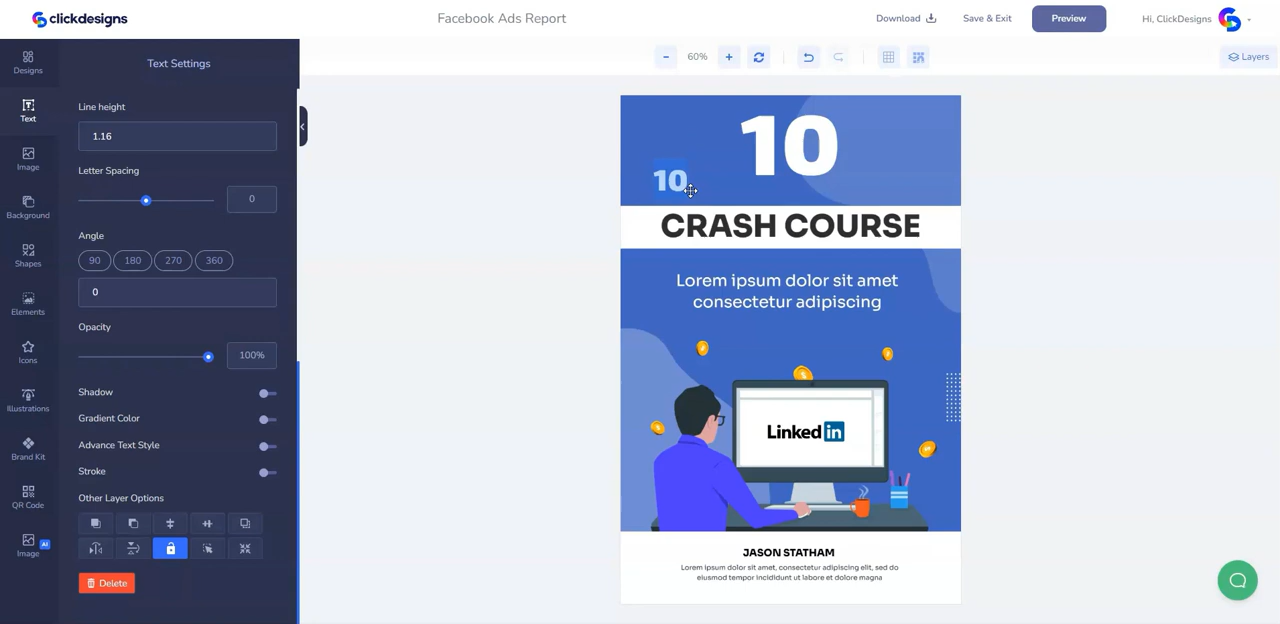 clickdesigns
Facebook Ads Report
Download
Save & Exit
Preview
Hi, ClickDesigns
Designs
Text
Image
Background
Shapes
Elements
Icons
Illustrations
Brand Kit
QR Code
Image
AI
Text Settings
Line height
1.16
Letter Spacing
0
Angle
90
180
270
360
0
Opacity
100%
Shadow
Gradient Color
Advance Text Style
Stroke
Other Layer Options
Delete
60%
Layers
10
10
CRASH COURSE
Lorem ipsum dolor sit amet
consectetur adipiscing
Linked in
JASON STATHAM
Lorem ipsum dolor sit amet, consectetur adipiscing elit, sed do
eiusmod tempor incididunt ut labore et dolore magna